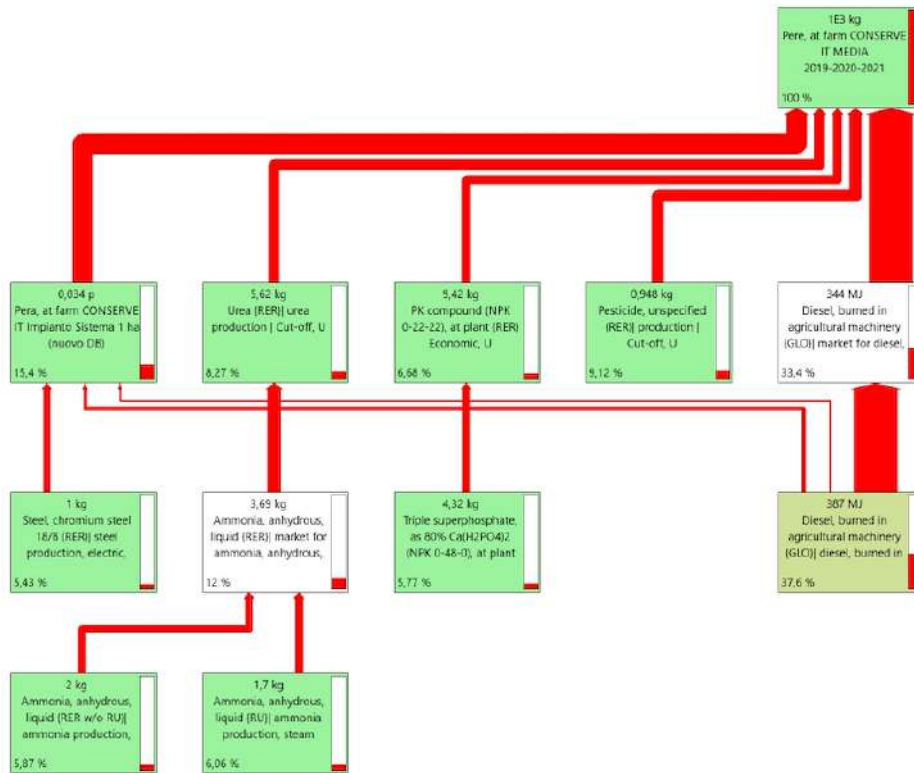 1E3 kg
Pere, at farm CONSERVE
IT MEDIA
2019-2020-2021
100 %
0,034 p
Pera, at farm CONSERVE
IT Impianto Sistema 1 ha
(nuovo DB)
15,4 %
5,62 kg
Urea {RER}| urea
production | Cut-off, U
8,27 %
5,42 kg
PK compound (NPK
0-22-22), at plant {RER}
Economic, U
6,68 %
0,948 kg
Pesticide, unspecified
{RER}| production |
Cut-off, U
9,12 %
344 MJ
Diesel, burned in
agricultural machinery
{GLO}| market for diesel,
33,4 %
1 kg
Steel, chromium steel
18/8 {RER}| steel
production, electric,
5,43 %
3,69 kg
Ammonia, anhydrous,
liquid {RER}| market for
ammonia, anhydrous,
12 %
4,32 kg
Triple superphosphate,
as 80% Ca(H2PO4)2
(NPK 0-48-0), at plant
5,77 %
387 MJ
Diesel, burned in
agricultural machinery
{GLO}| diesel, burned in
37,6 %
2 kg
Ammonia, anhydrous,
liquid {RER w/o RU}|
ammonia production,
5,87 %
1,7 kg
Ammonia, anhydrous,
liquid {RU}| ammonia
production, steam
6,06 %